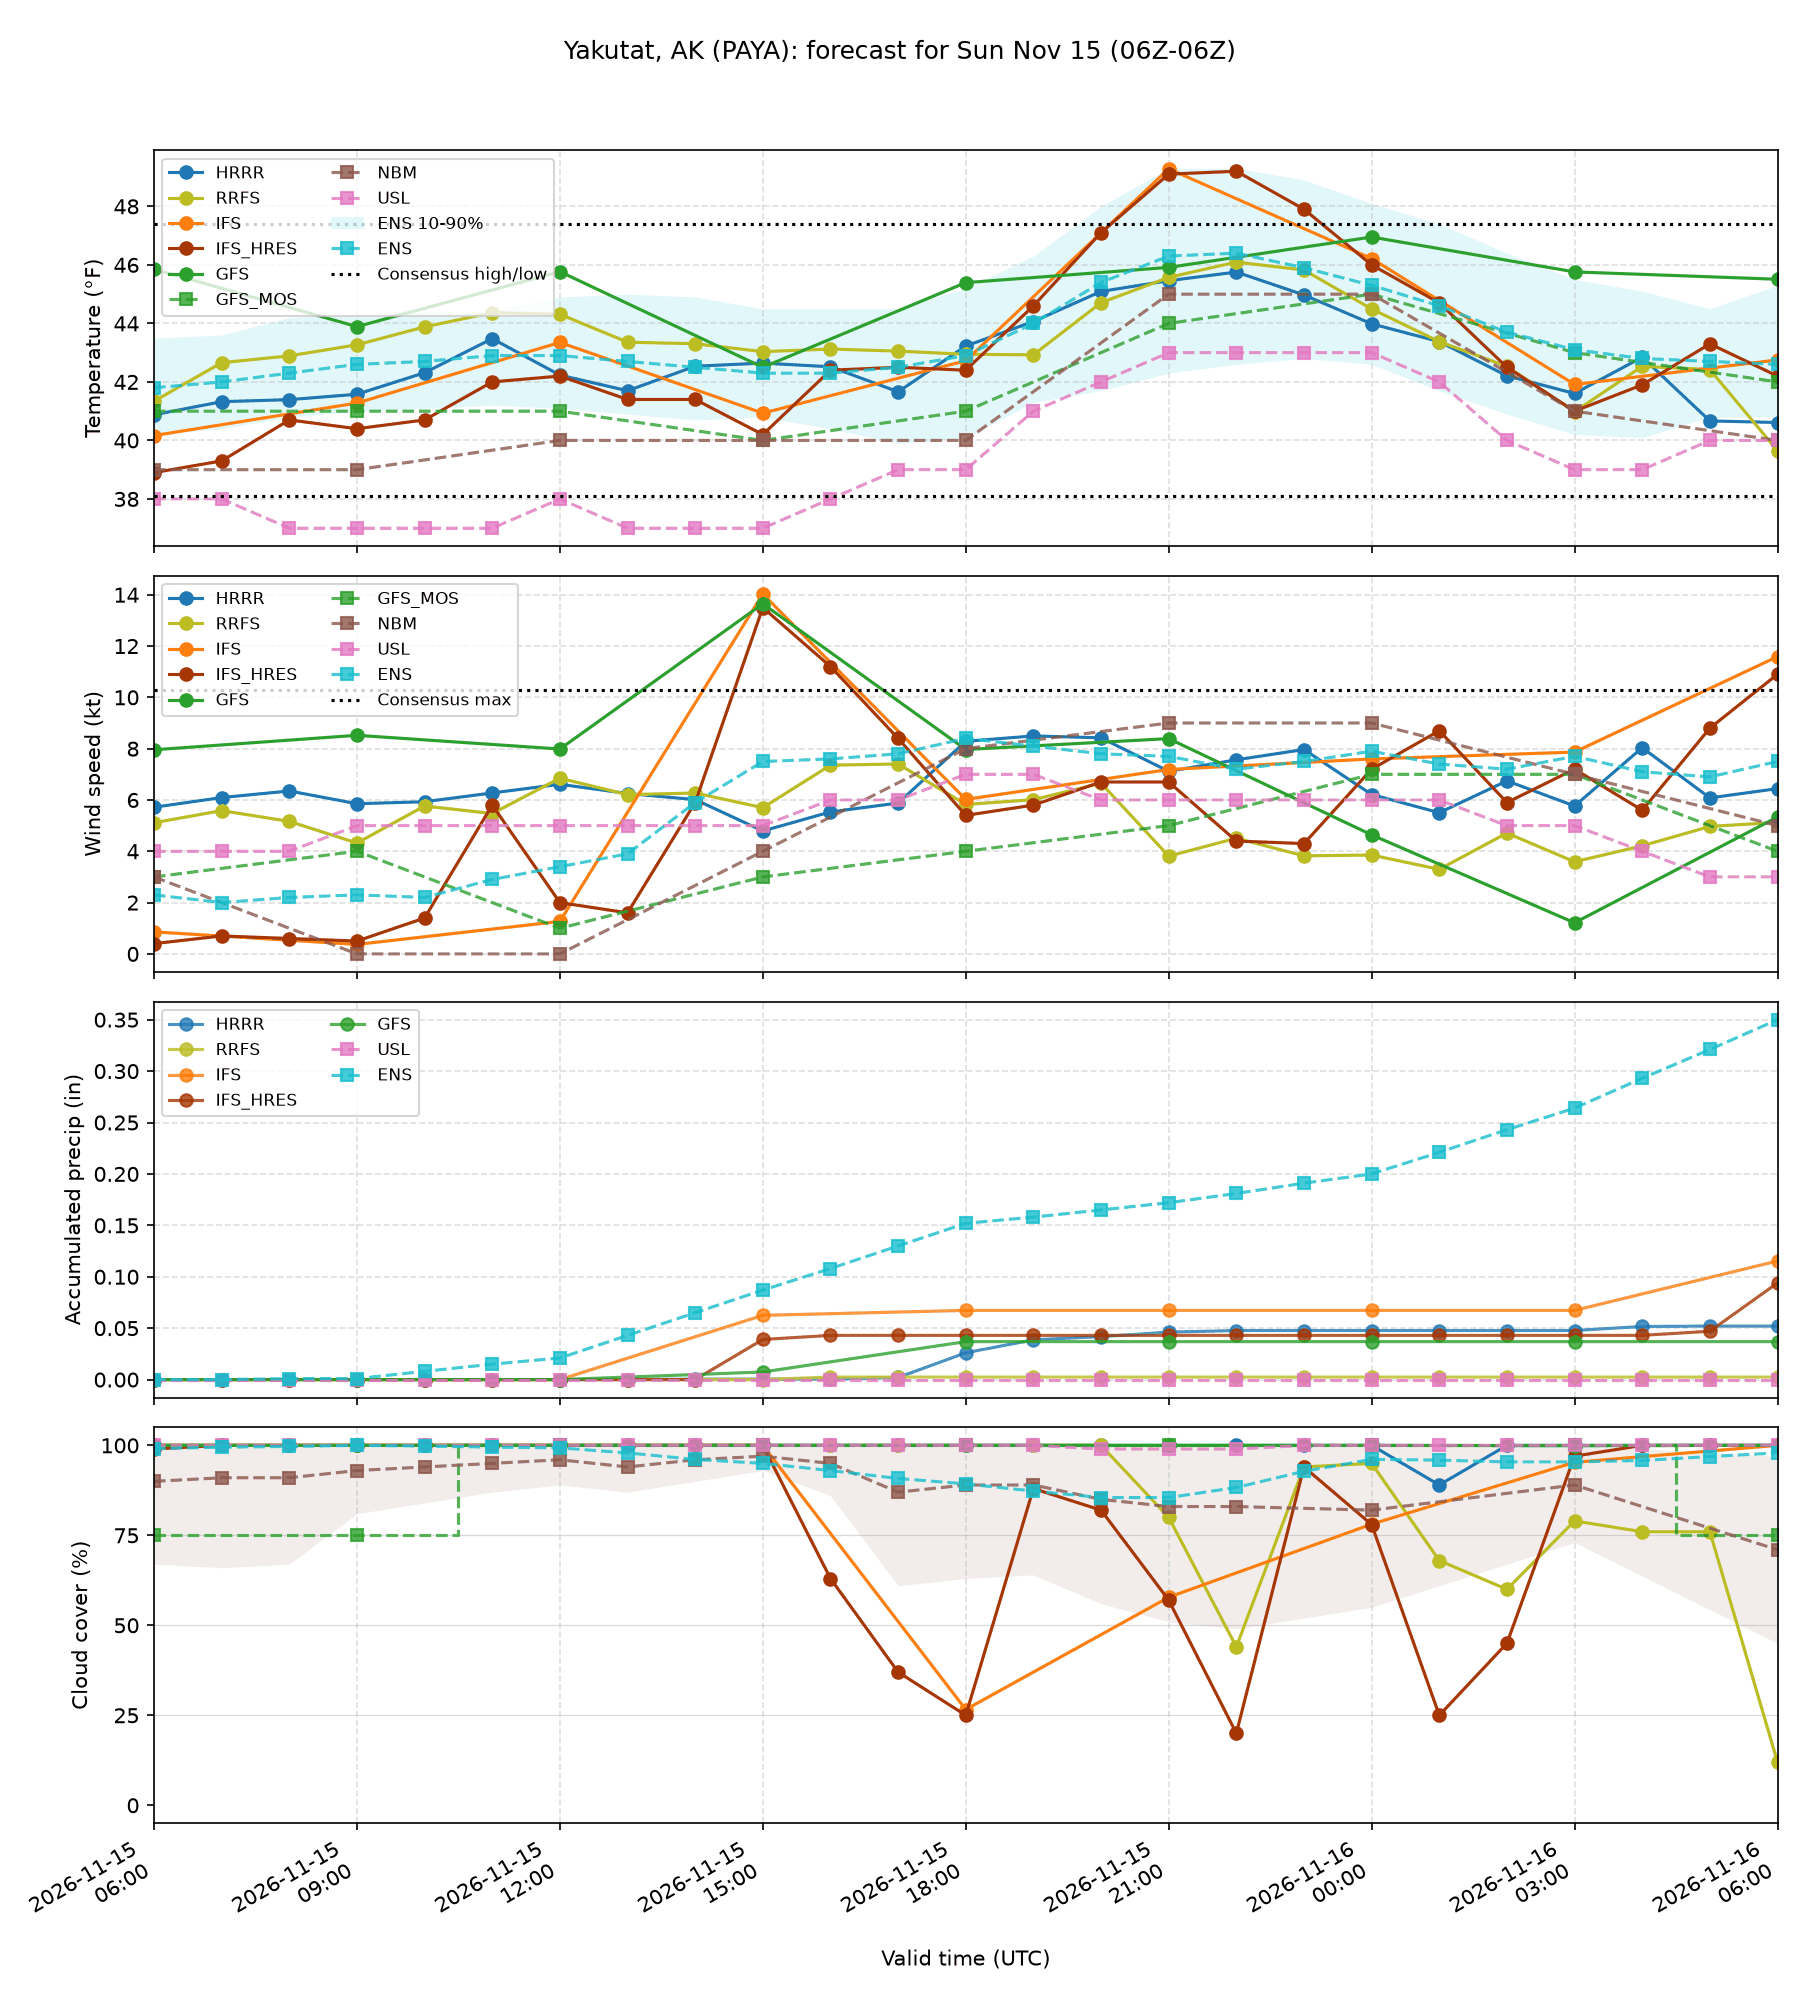 Yakutat, AK (PAYA): forecast for Sun Nov 15 (06Z-06Z)
Temperature (°F)
48
46
44
42
40
38
HRRR
RRFS
IFS
IFS_HRES
GFS
GFS_MOS
NBM
USL
ENS 10-90%
ENS
Consensus high/low
Wind speed (kt)
14
12
10
8
6
4
2
0
HRRR
RRFS
IFS
IFS_HRES
GFS
GFS_MOS
NBM
USL
ENS
Consensus max
Accumulated precip (in)
0.35
0.30
0.25
0.20
0.15
0.10
0.05
0.00
HRRR
RRFS
IFS
IFS_HRES
GFS
USL
ENS
Cloud cover (%)
100
75
50
25
0
2026-11-15
06:00
2026-11-15
09:00
2026-11-15
12:00
2026-11-15
15:00
2026-11-15
18:00
2026-11-15
21:00
2026-11-16
00:00
2026-11-16
03:00
2026-11-16
06:00
Valid time (UTC)